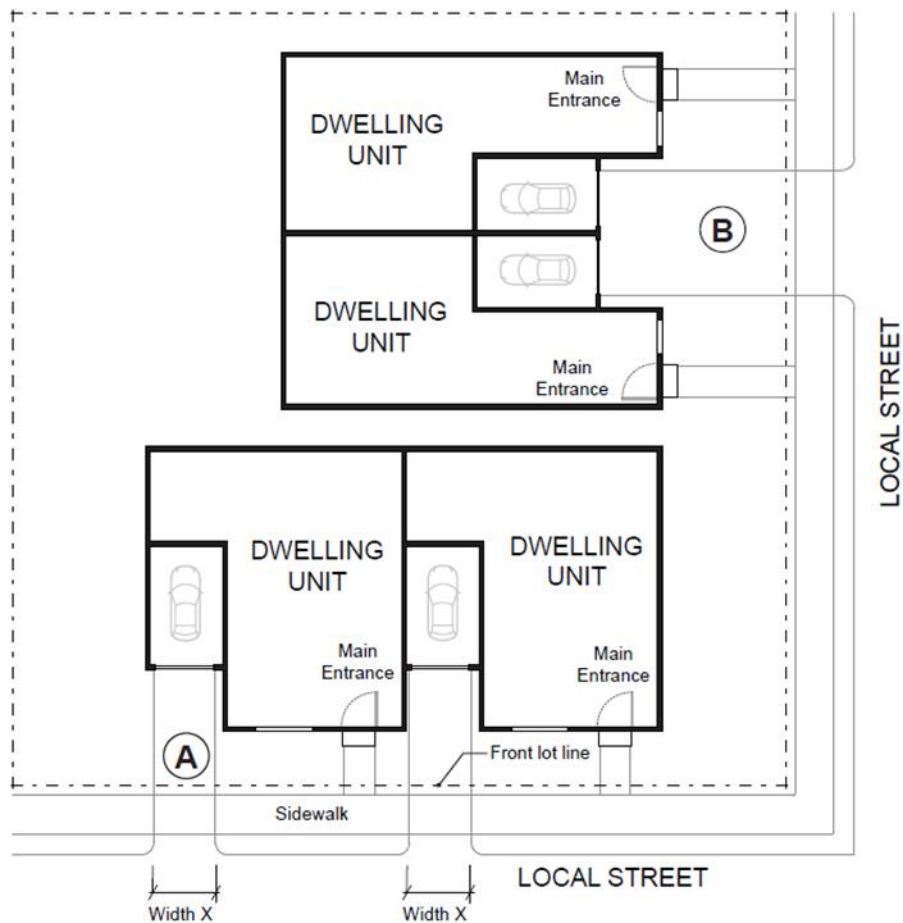 Main
Entrance
DWELLING
UNIT
B
DWELLING
UNIT
Main
Entrance
LOCAL STREET
DWELLING
UNIT
DWELLING
UNIT
Main
Entrance
Main
Entrance
A
Front lot line
Sidewalk
LOCAL STREET
Width X
Width X